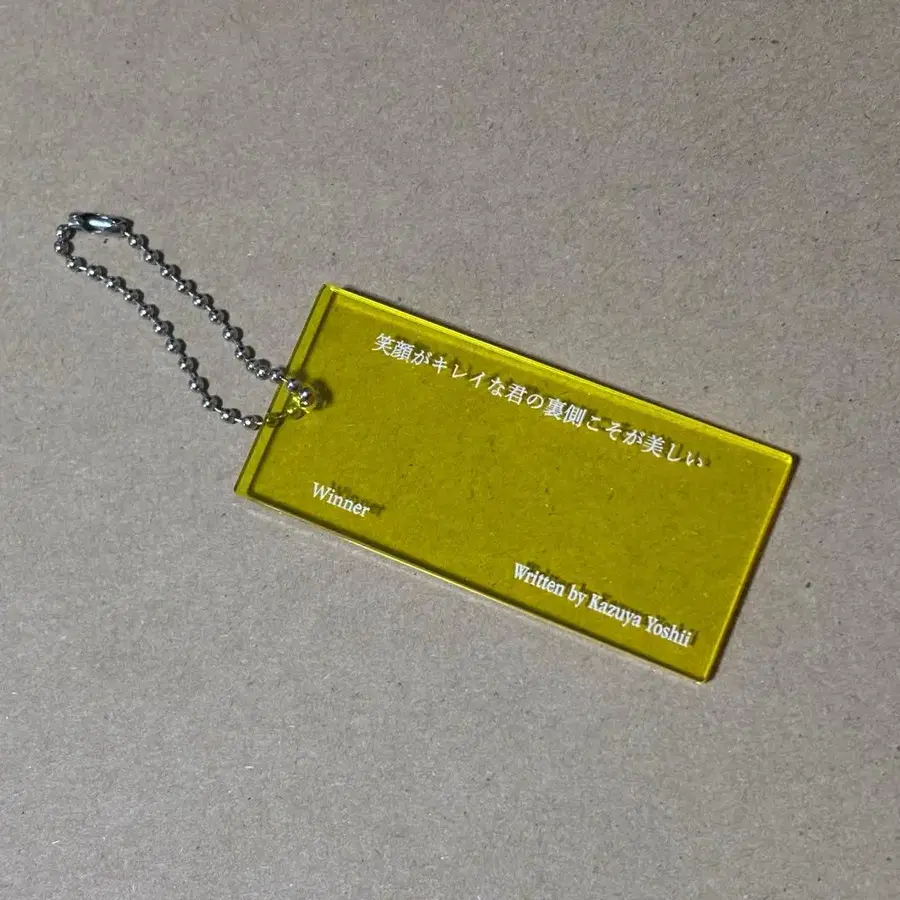 笑顔がキレイな君の裏側こそが美しい
Winner
Written by Kazuya Yoshii